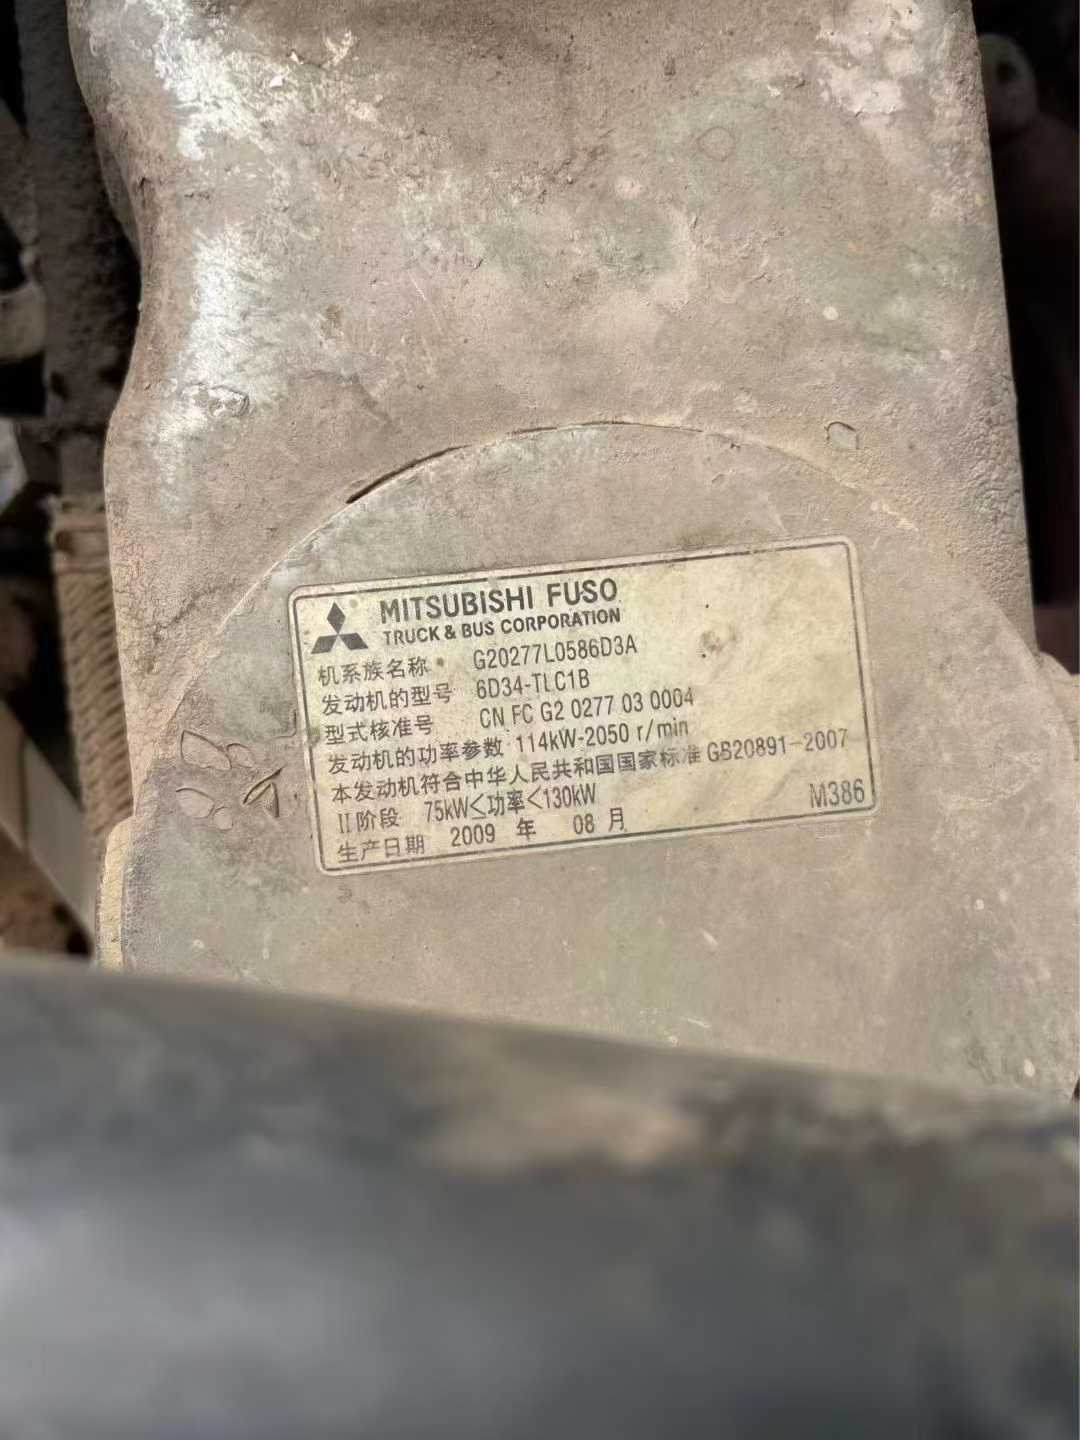 MITSUBISHI FUSO
TRUCK & BUS CORPORATION
机系族名称 G20277L0586D3A
发动机的型号 6D34-TLC1B
型式核准号 CN FC G2 0277 03 0004
发动机的功率参数 114kW-2050 r/min
本发动机符合中华人民共和国国家标准 GB20891-2007
II 阶段 75kW≤功率<130kW
生产日期 2009 年 08 月
M386